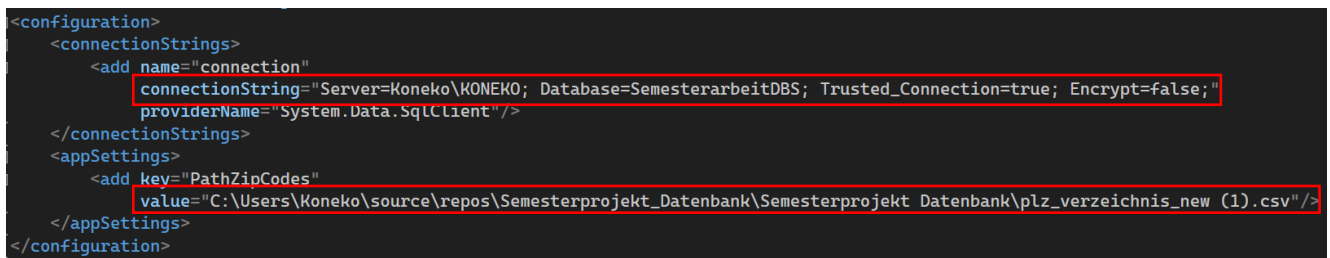 <configuration>
<connectionStrings>
<add name="connection"
connectionString="Server=Koneko\KONEKO; Database=SemesterarbeitDBS; Trusted_Connection=true; Encrypt=false;"
providerName="System.Data.SqlClient"/>
</connectionStrings>
<appSettings>
<add key="PathZipCodes"
value="C:\Users\Koneko\source\repos\Semesterprojekt_Datenbank\Semesterprojekt Datenbank\plz_verzeichnis_new (1).csv"/>
</appSettings>
</configuration>